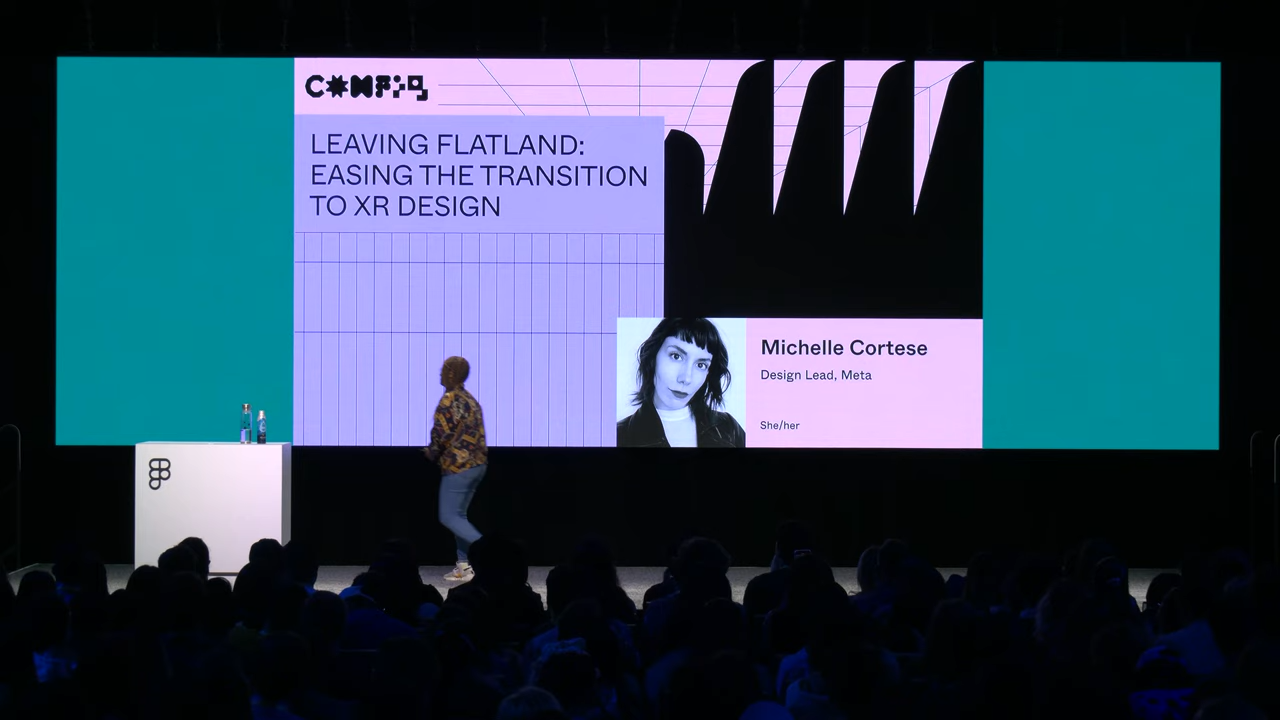 CONFIG
LEAVING FLATLAND:
EASING THE TRANSITION
TO XR DESIGN
Michelle Cortese
Design Lead, Meta
She/her